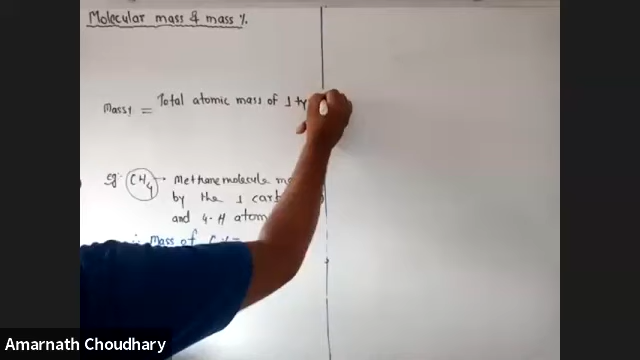 Molecular mass & mass %.
Mass% = Total atomic mass of 1 ty
eg:- CH4 → Methane molecule m
by the 1 carb
and 4-H atom
Mass of
Amarnath Choudhary